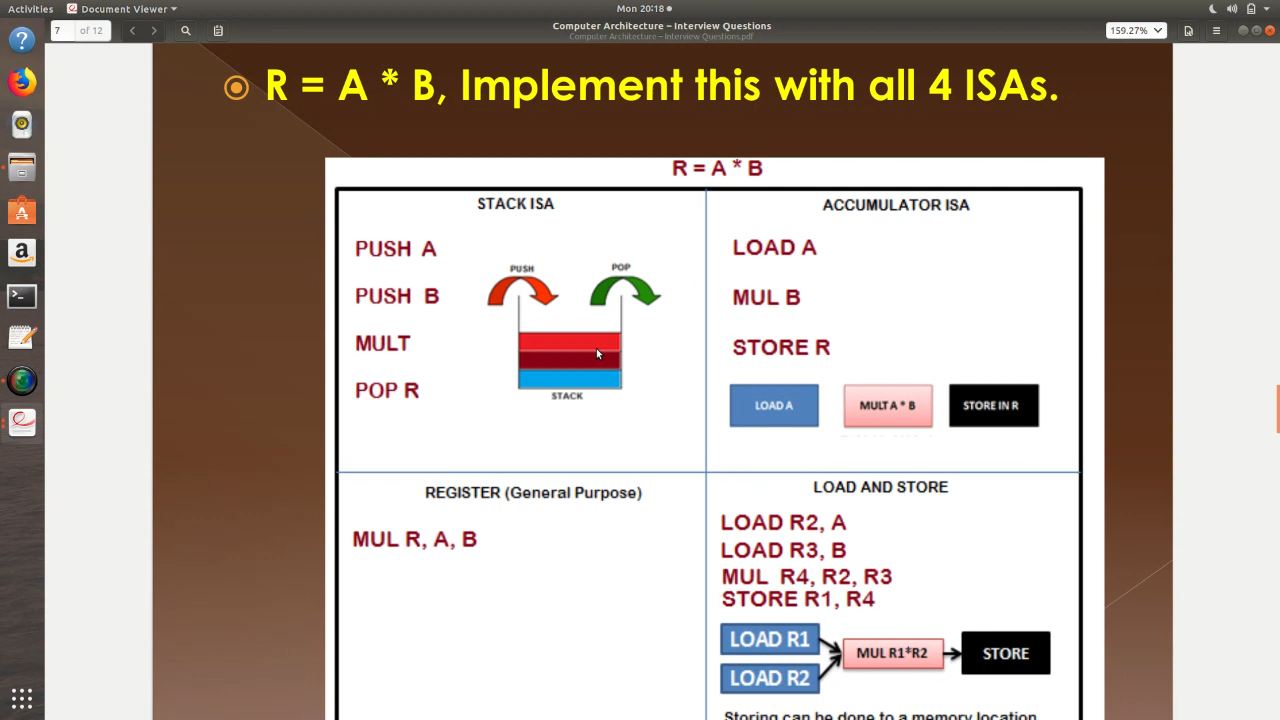 Activities
Document Viewer
Mon 20:18
7 of 12
Computer Architecture – Interview Questions
Computer Architecture – Interview Questions.pdf
159.27%
R = A * B, Implement this with all 4 ISAs.
R = A * B
STACK ISA
PUSH A
PUSH B
MULT
POP R
PUSH
POP
STACK
ACCUMULATOR ISA
LOAD A
MUL B
STORE R
LOAD A
MULT A * B
STORE IN R
REGISTER (General Purpose)
MUL R, A, B
LOAD AND STORE
LOAD R2, A
LOAD R3, B
MUL R4, R2, R3
STORE R1, R4
LOAD R1
LOAD R2
MUL R1*R2
STORE
Storing can be done to a memory location